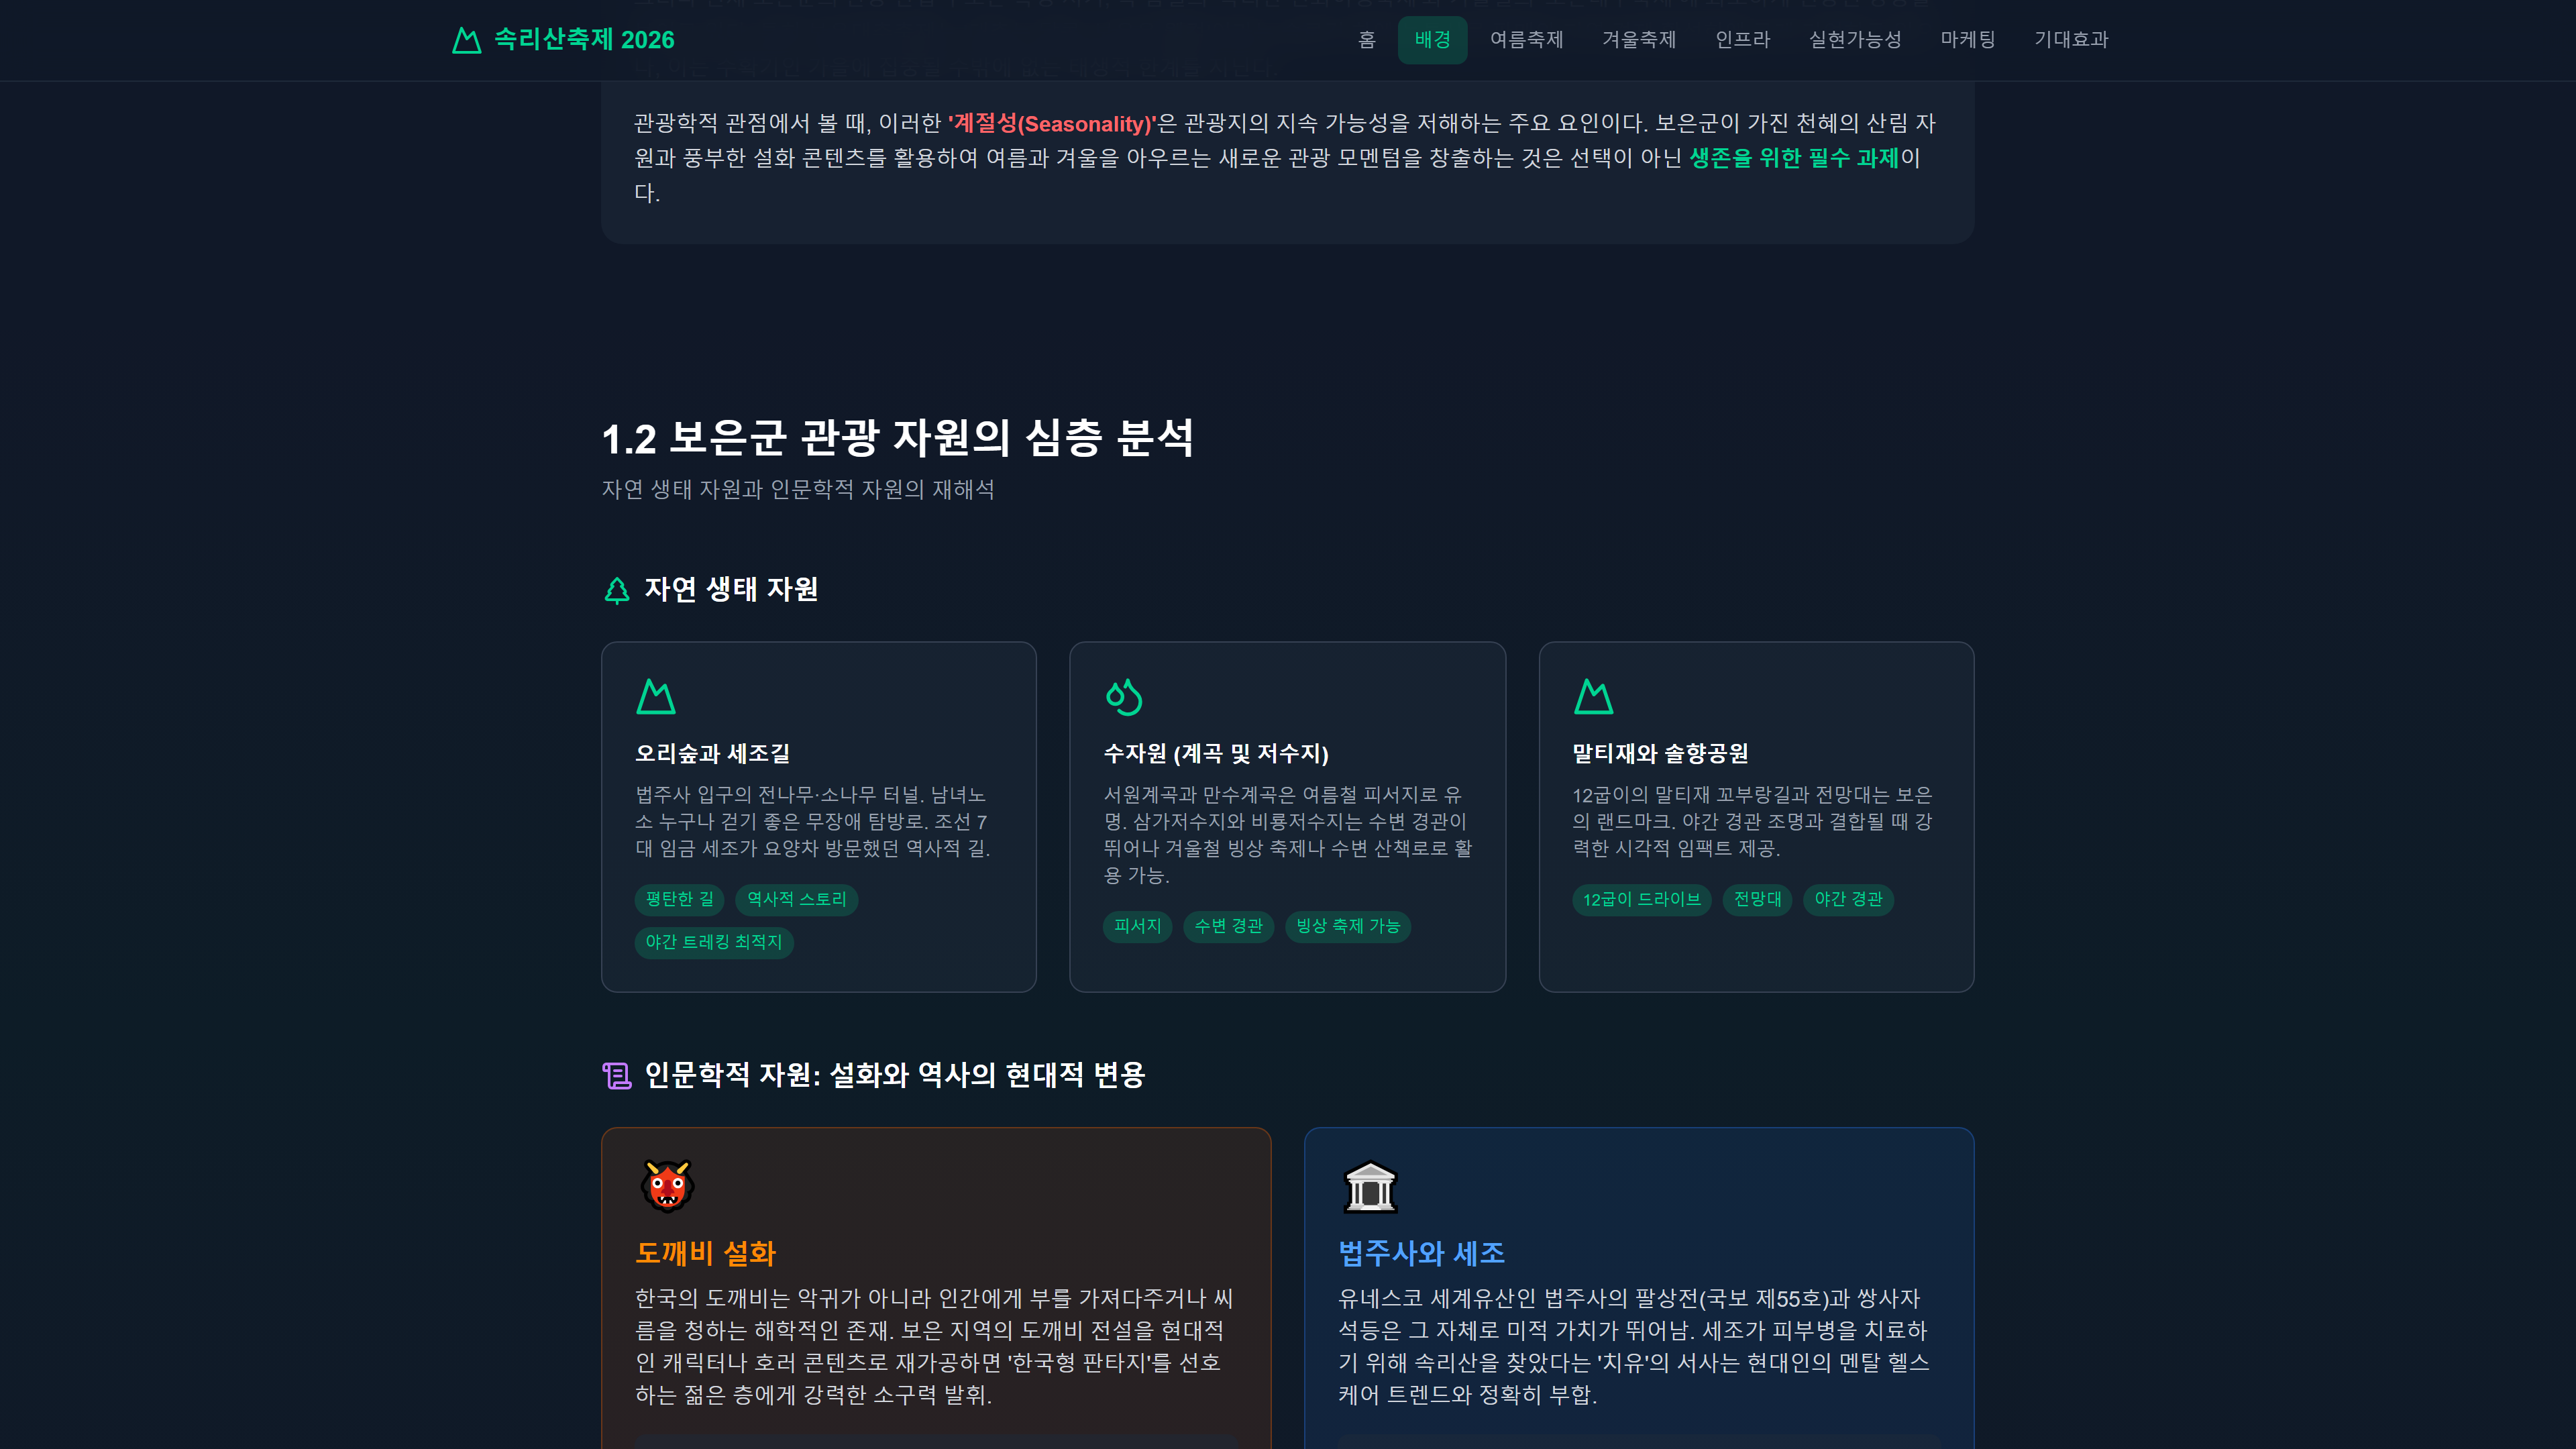 속리산축제 2026
홈 배경 여름축제 겨울축제 인프라 실현가능성 마케팅 기대효과
관광학적 관점에서 볼 때, 이러한 '계절성(Seasonality)'은 관광지의 지속 가능성을 저해하는 주요 요인이다. 보은군이 가진 천혜의 산림 자
원과 풍부한 설화 콘텐츠를 활용하여 여름과 겨울을 아우르는 새로운 관광 모멘텀을 창출하는 것은 선택이 아닌 생존을 위한 필수 과제이
다.
1.2 보은군 관광 자원의 심층 분석
자연 생태 자원과 인문학적 자원의 재해석
자연 생태 자원
오리숲과 세조길
법주사 입구의 전나무·소나무 터널. 남녀노
소 누구나 걷기 좋은 무장애 탐방로. 조선 7
대 임금 세조가 요양차 방문했던 역사적 길.
평탄한 길 역사적 스토리
야간 트레킹 최적지
수자원 (계곡 및 저수지)
서원계곡과 만수계곡은 여름철 피서지로 유
명. 삼가저수지와 비룡저수지는 수변 경관이
뛰어나 겨울철 빙상 축제나 수변 산책로로 활
용 가능.
피서지 수변 경관 빙상 축제 가능
말티재와 솔향공원
12굽이의 말티재 꼬부랑길과 전망대는 보은
의 랜드마크. 야간 경관 조명과 결합될 때 강
력한 시각적 임팩트 제공.
12굽이 드라이브 전망대 야간 경관
인문학적 자원: 설화와 역사의 현대적 변용
도깨비 설화
한국의 도깨비는 악귀가 아니라 인간에게 부를 가져다주거나 씨
름을 청하는 해학적인 존재. 보은 지역의 도깨비 전설을 현대적
인 캐릭터나 호러 콘텐츠로 재가공하면 '한국형 판타지'를 선호
하는 젊은 층에게 강력한 소구력 발휘.
법주사와 세조
유네스코 세계유산인 법주사의 팔상전(국보 제55호)과 쌍사자
석등은 그 자체로 미적 가치가 뛰어남. 세조가 피부병을 치료하
기 위해 속리산을 찾았다는 '치유'의 서사는 현대인의 멘탈 헬스
케어 트렌드와 정확히 부합.